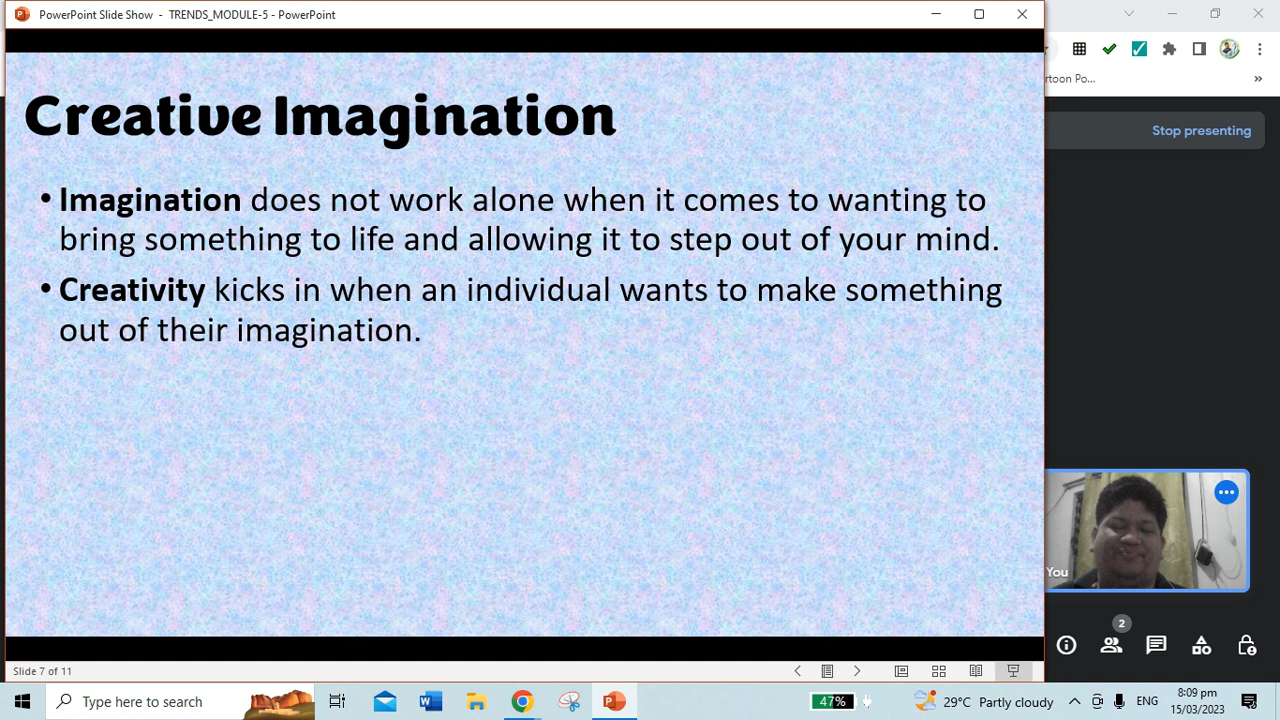 PowerPoint Slide Show - TRENDS_MODULE-5 - PowerPoint
rtoon Po...
Stop presenting
Creative Imagination
• Imagination does not work alone when it comes to wanting to
bring something to life and allowing it to step out of your mind.
• Creativity kicks in when an individual wants to make something
out of their imagination.
You
2
Slide 7 of 11
Type here to search
47%
29°C Partly cloudy
ENG
8:09 pm
15/03/2023